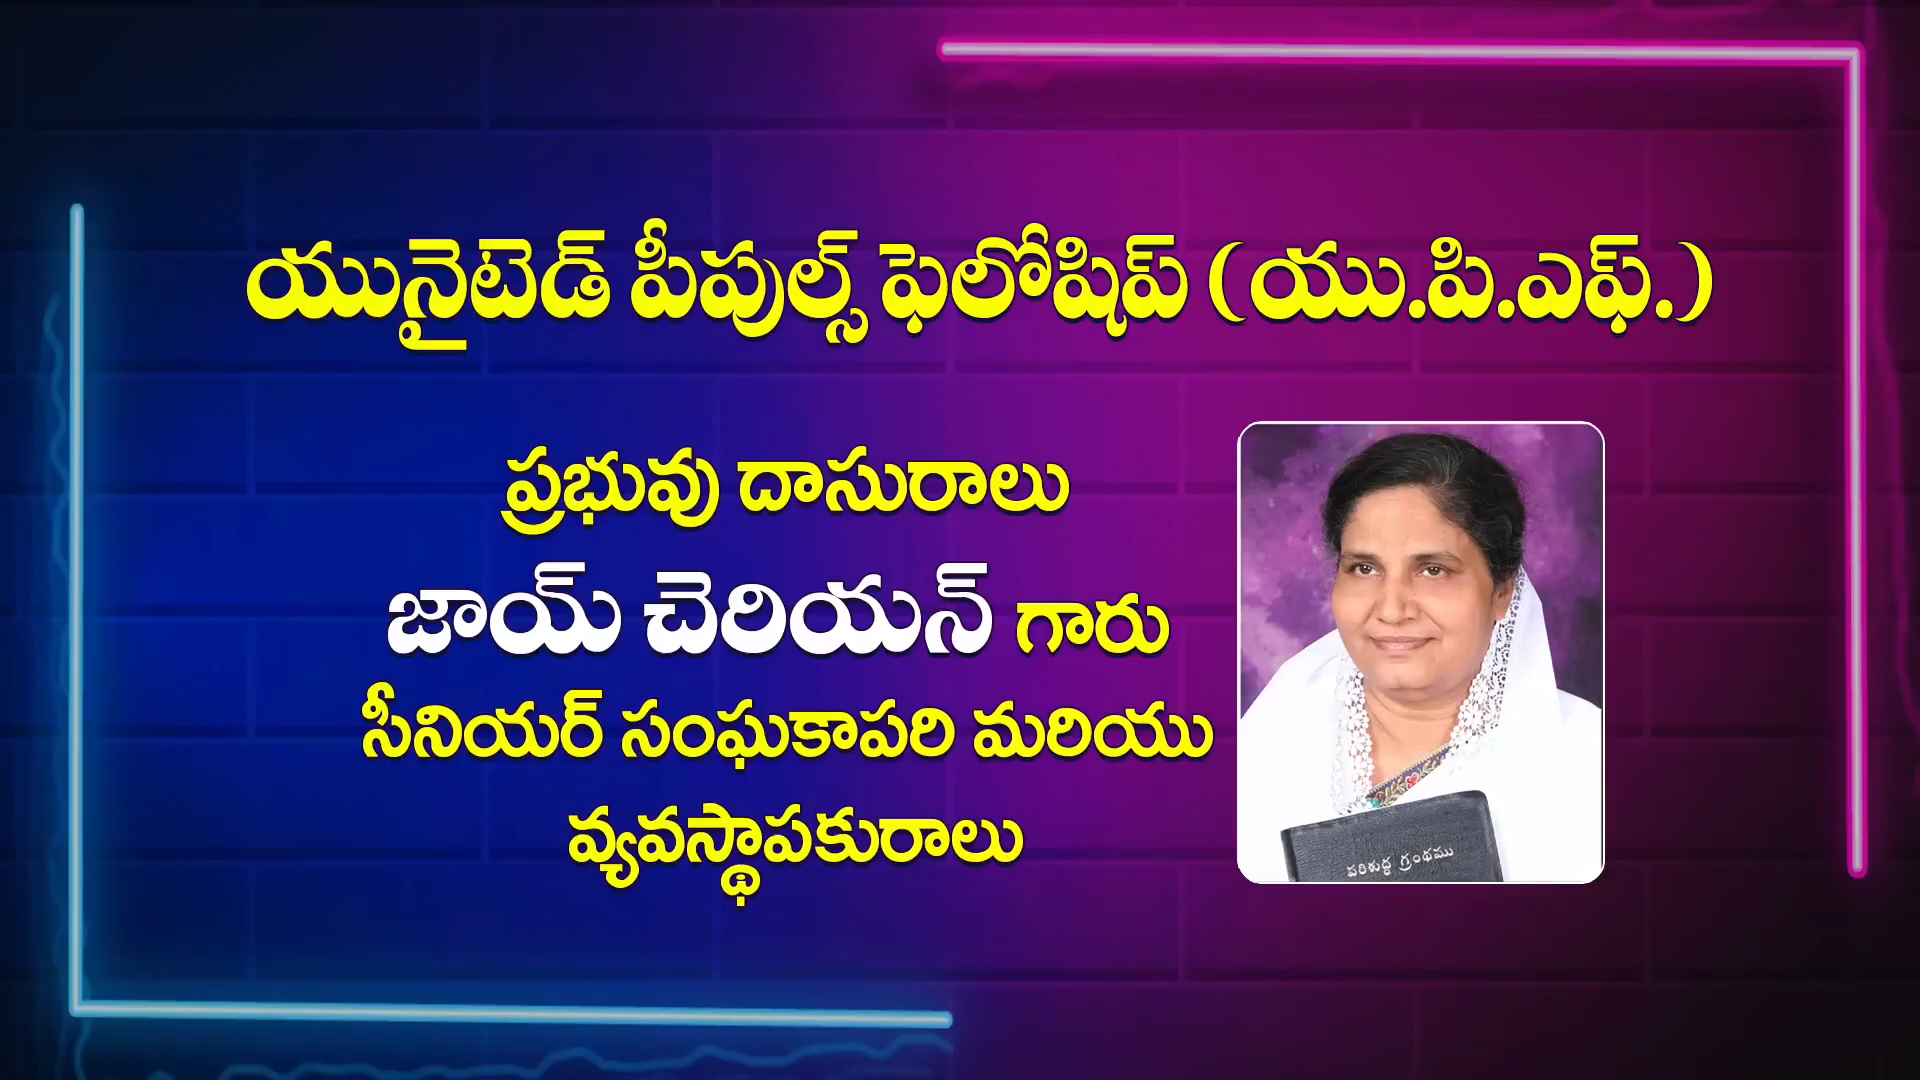 యునైటెడ్ పీపుల్స్ ఫెలోషిప్ (యు.పి.ఎఫ్.)
ప్రభువు దాసురాలు
జాయ్ చెరియన్ గారు
సీనియర్ సంఘకాపరి మరియు
వ్యవస్థాపకురాలు
పరిశుద్ధ గ్రంథము